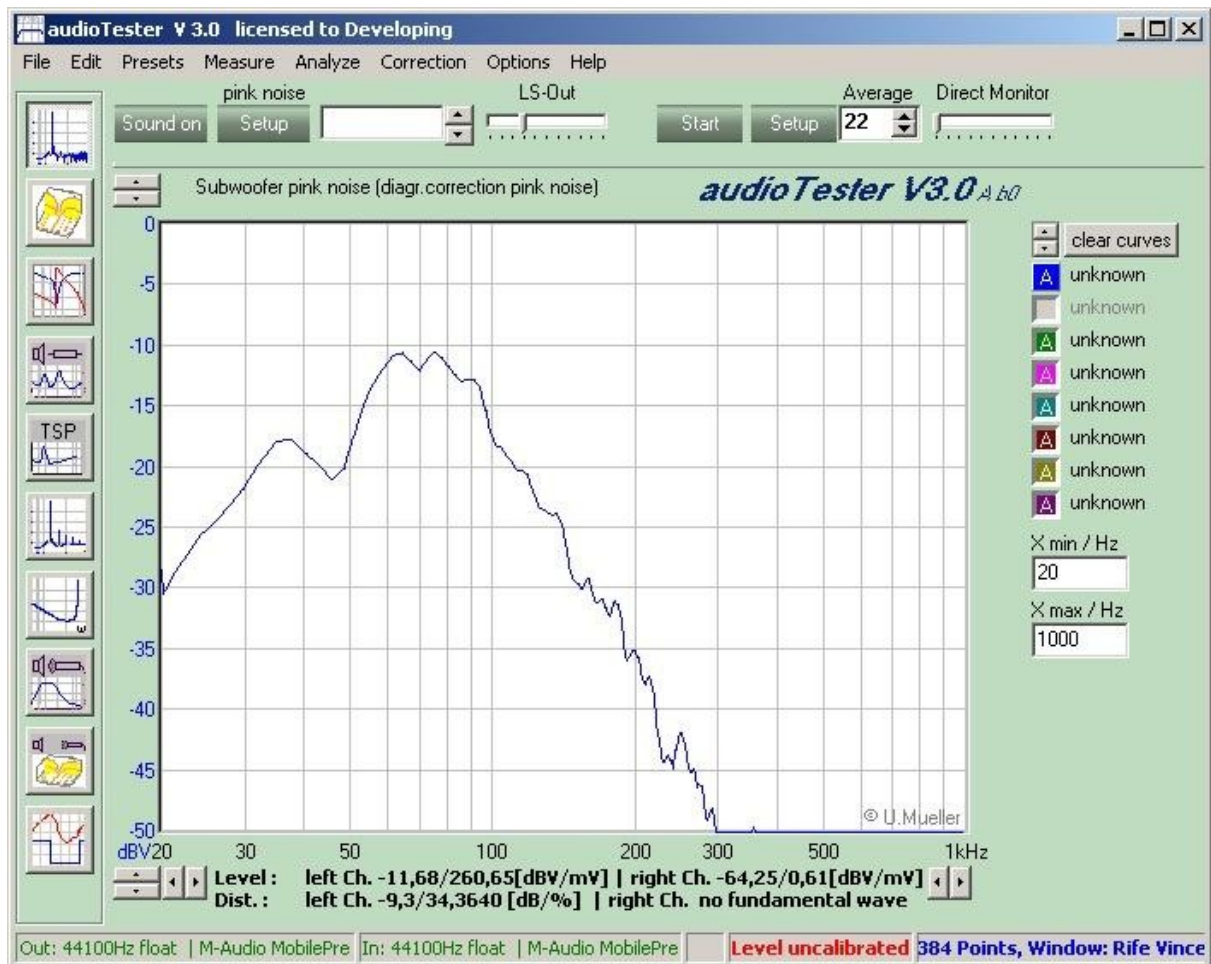 audioTester V 3.0 licensed to Developing
File Edit Presets Measure Analyze Correction Options Help
pink noise LS-Out Average Direct Monitor
Sound on Setup Start Setup 22
Subwoofer pink noise (diagr.correction pink noise) audioTester V3.0 A b0
0
-5
-10
-15
-20
-25
-30
-35
-40
-45
-50
TSP
ω
clear curves
A unknown
unknown
A unknown
A unknown
A unknown
A unknown
A unknown
A unknown
X min / Hz
20
X max / Hz
1000
© U.Mueller
dBV 20 30 50 100 200 300 500 1kHz
Level : left Ch. -11,68/260,65[dBV/mV] | right Ch. -64,25/0,61[dBV/mV]
Dist. : left Ch. -9,3/34,3640 [dB/%] | right Ch. no fundamental wave
Out: 44100Hz float | M-Audio MobilePre In: 44100Hz float | M-Audio MobilePre Level uncalibrated 384 Points, Window: Rife Vince